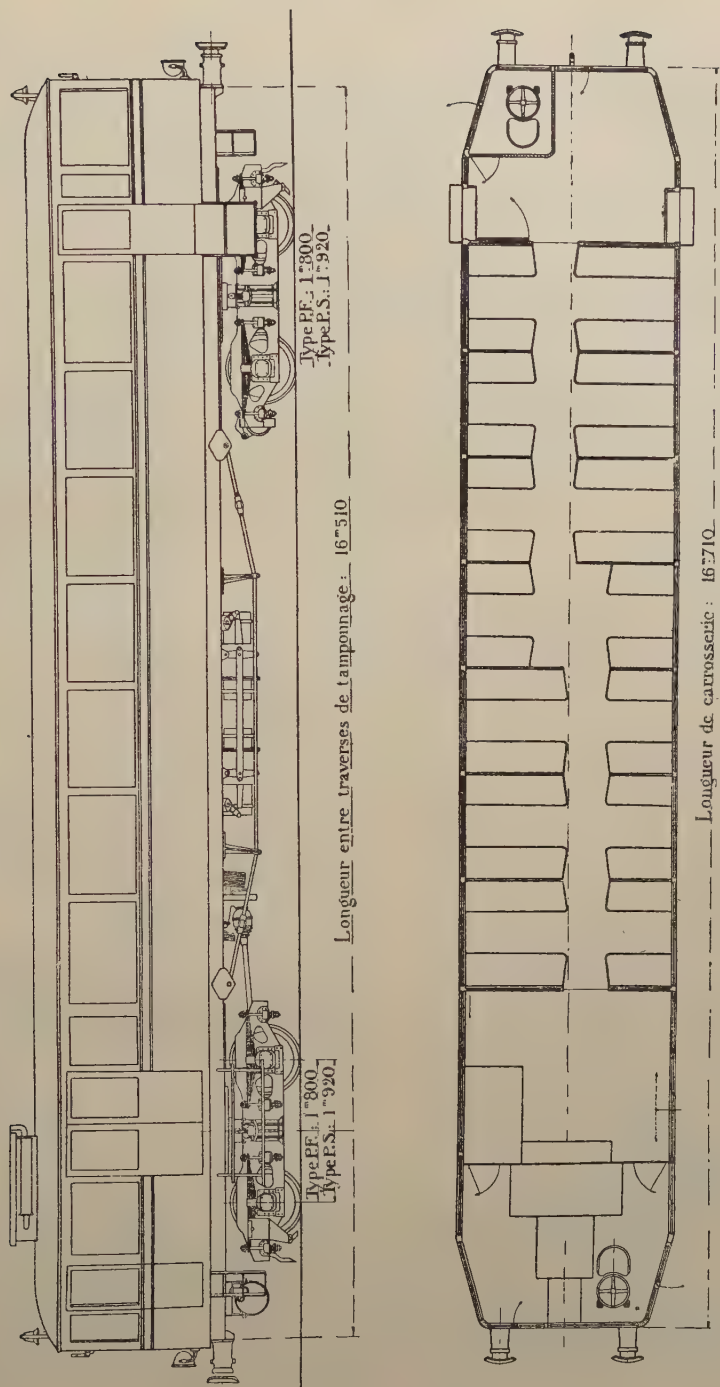 Type P.F.: 1m800
Type P.S.: 1m920
Longueur entre traverses de tamponnage : 16m510
Type P.F.: 1m800
Type P.S.: 1m920
Longueur de carrosserie : 16m710